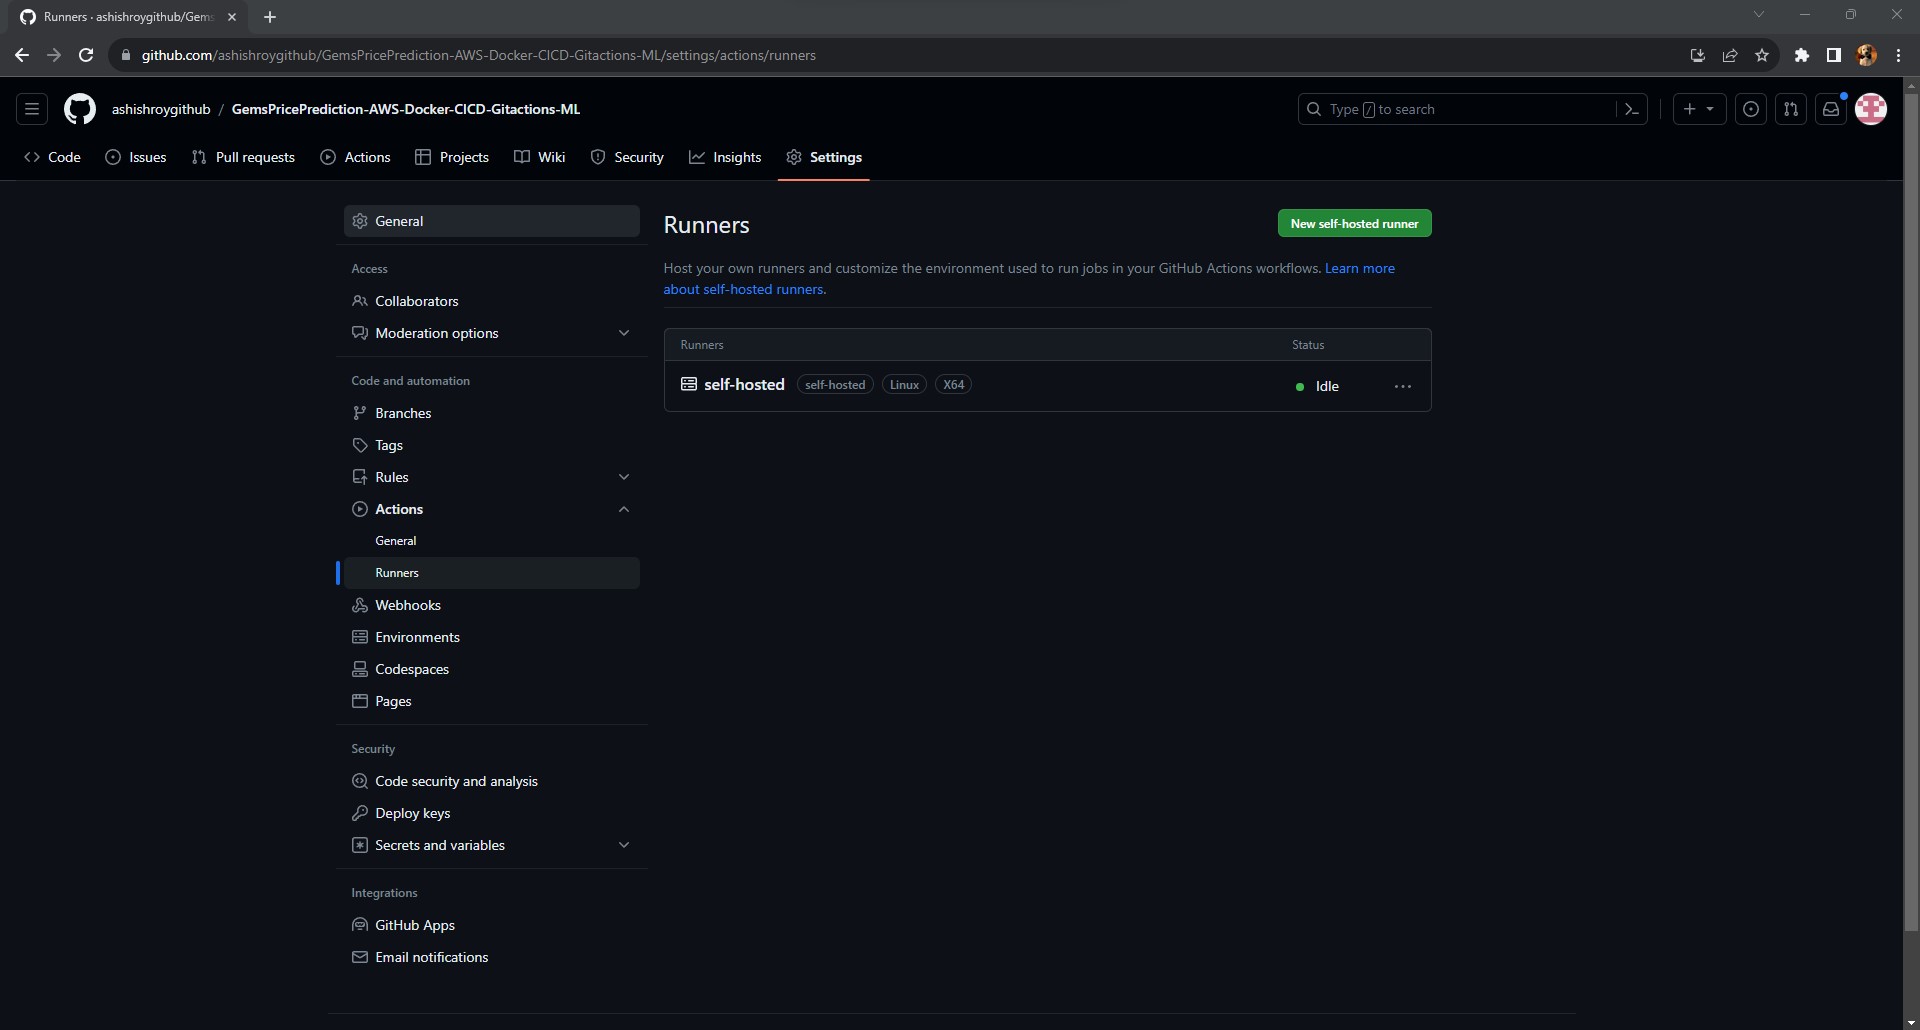 Runners · ashishroygithub/Gems
github.com/ashishroygithub/GemsPricePrediction-AWS-Docker-CICD-Gitactions-ML/settings/actions/runners
ashishroygithub / GemsPricePrediction-AWS-Docker-CICD-Gitactions-ML
Type / to search
Code Issues Pull requests Actions Projects Wiki Security Insights Settings
General
Access
Collaborators
Moderation options
Code and automation
Branches
Tags
Rules
Actions
General
Runners
Webhooks
Environments
Codespaces
Pages
Security
Code security and analysis
Deploy keys
Secrets and variables
Integrations
GitHub Apps
Email notifications
Runners
New self-hosted runner
Host your own runners and customize the environment used to run jobs in your GitHub Actions workflows. Learn more
about self-hosted runners.
Runners Status
self-hosted self-hosted Linux X64 Idle